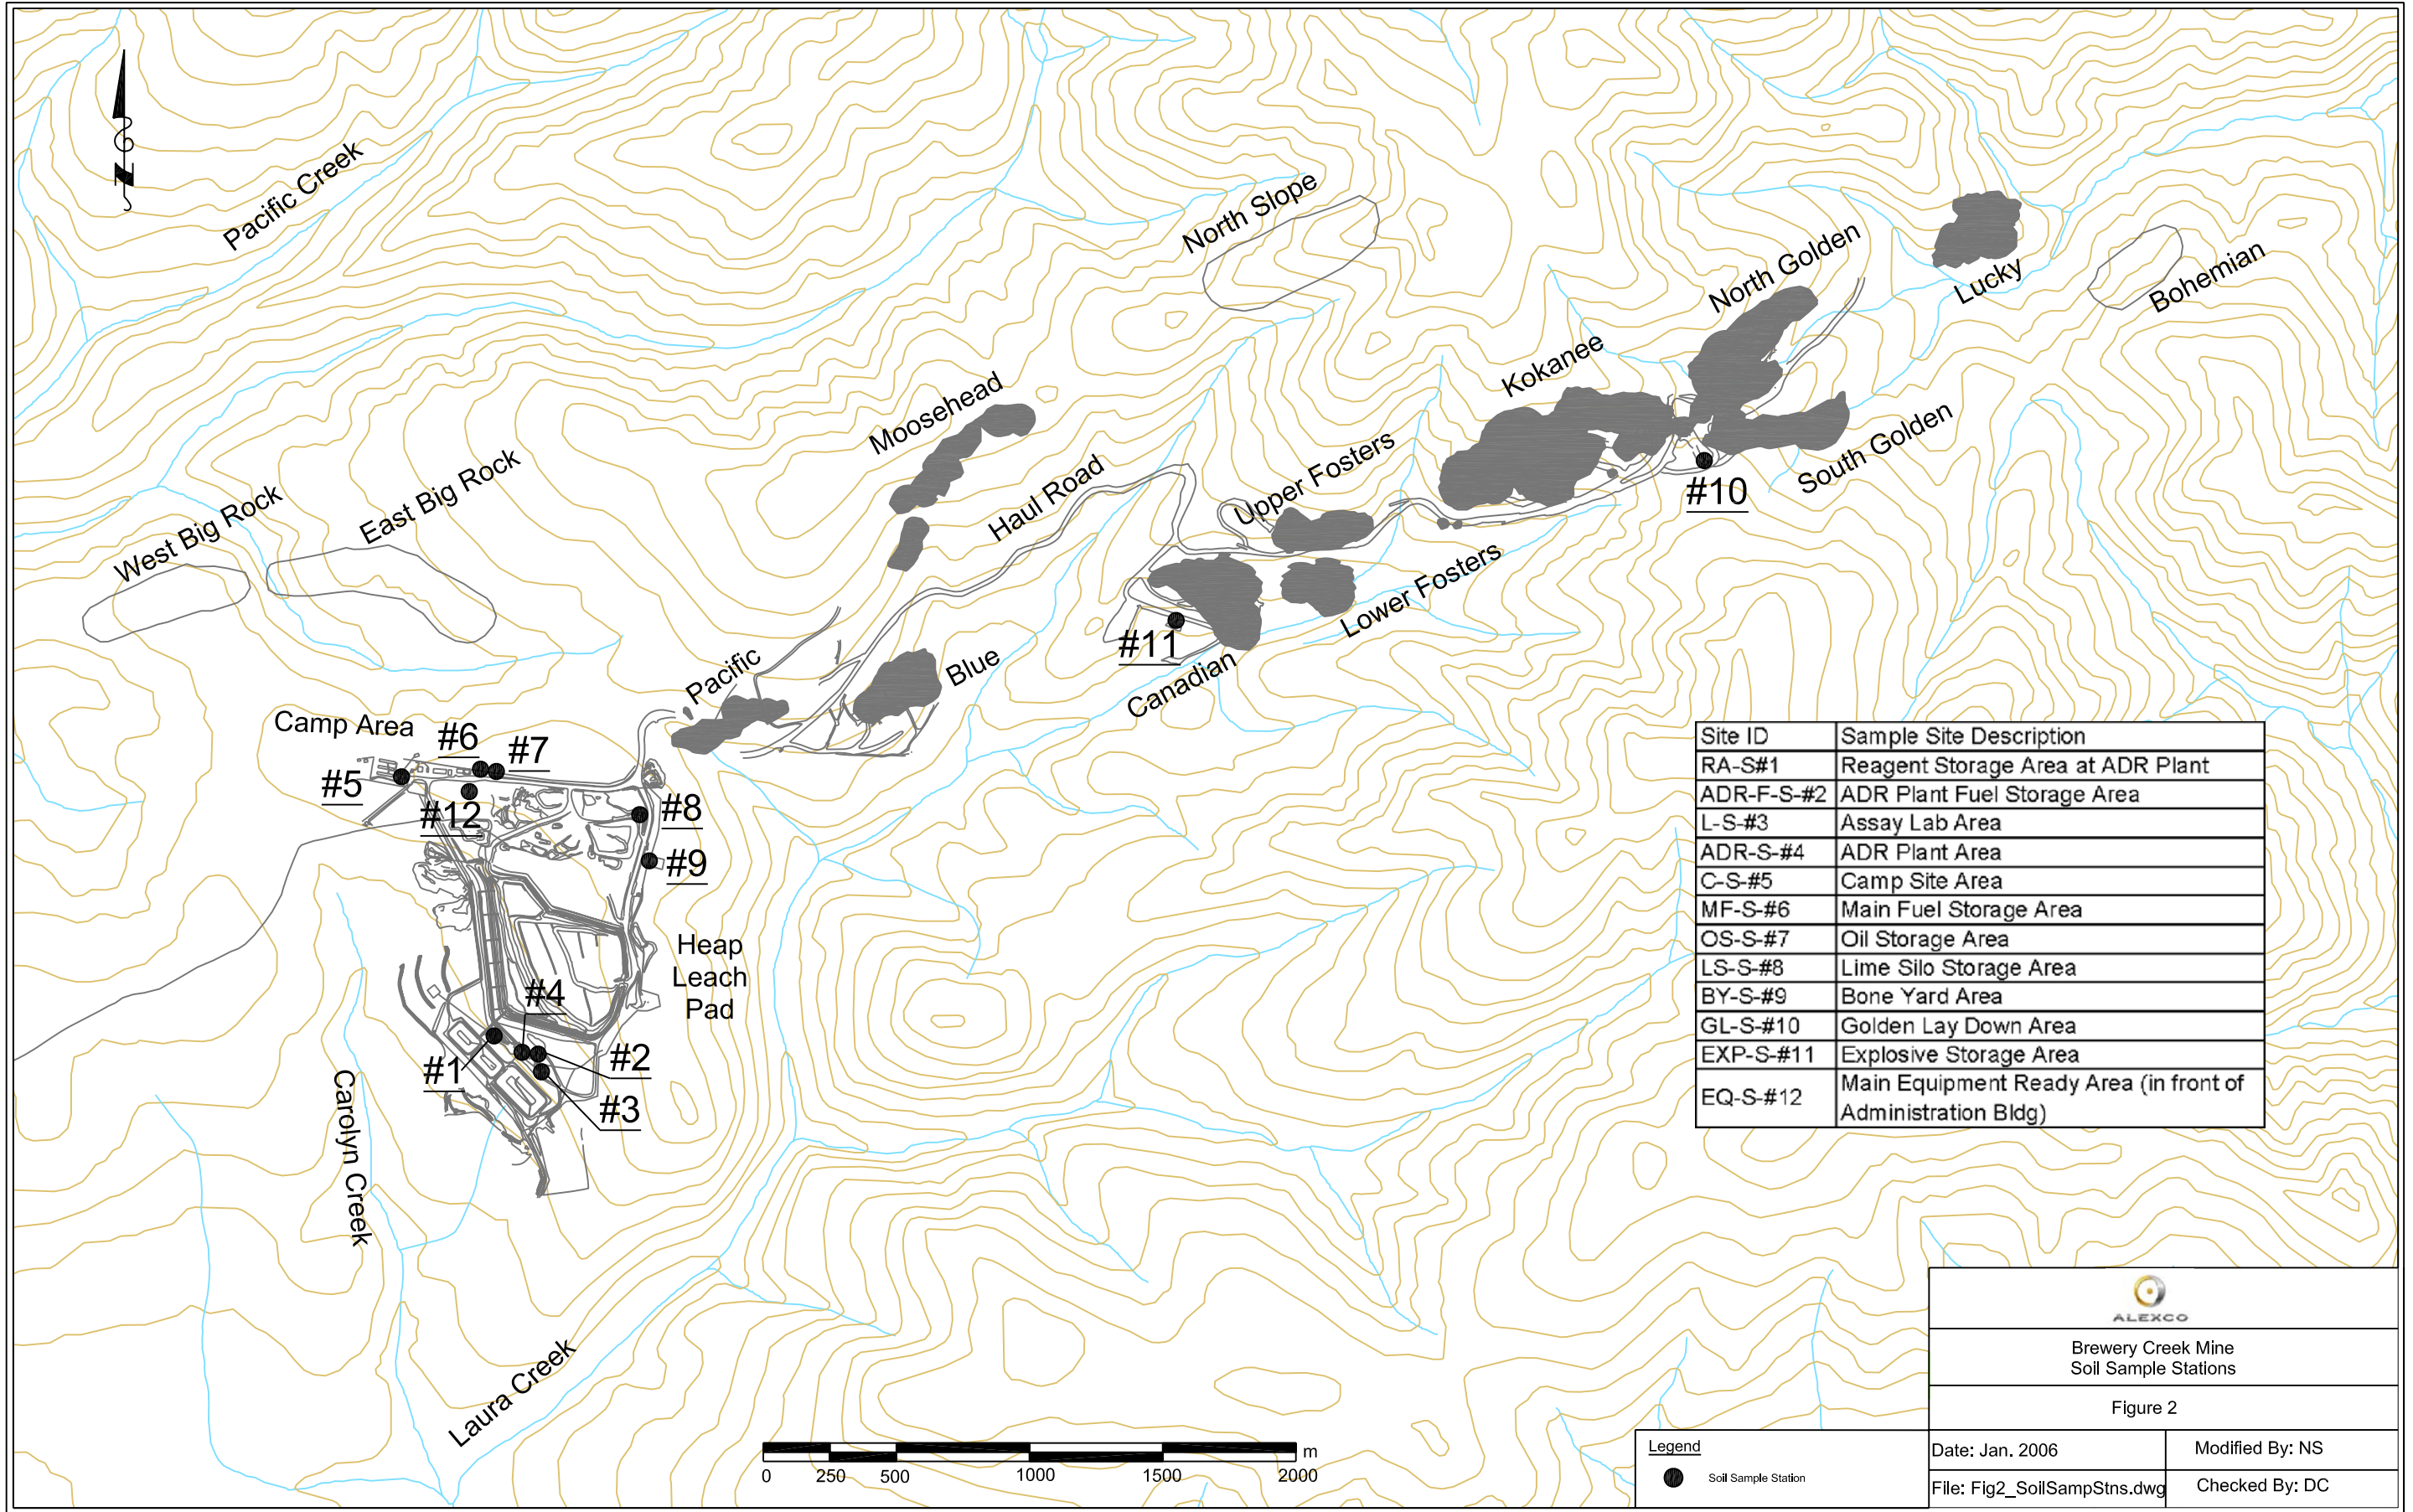 N
Pacific Creek
North Slope
North Golden
Lucky
Bohemian
Kokanee
Moosehead
South Golden
Upper Fosters
Haul Road
East Big Rock
West Big Rock
#10
Lower Fosters
#11
Canadian
Blue
Pacific
Camp Area
#6
#7
#5
#12
#8
#9
Heap
Leach
Pad
#4
#1
#2
#3
Carolyn Creek
Laura Creek
Site ID Sample Site Description
RA-S#1 Reagent Storage Area at ADR Plant
ADR-F-S-#2 ADR Plant Fuel Storage Area
L-S-#3 Assay Lab Area
ADR-S-#4 ADR Plant Area
C-S-#5 Camp Site Area
MF-S-#6 Main Fuel Storage Area
OS-S-#7 Oil Storage Area
LS-S-#8 Lime Silo Storage Area
BY-S-#9 Bone Yard Area
GL-S-#10 Golden Lay Down Area
EXP-S-#11 Explosive Storage Area
EQ-S-#12 Main Equipment Ready Area (in front of
Administration Bldg)
m
0 250 500 1000 1500 2000
Legend
Soil Sample Station
ALEXCO
Brewery Creek Mine
Soil Sample Stations
Figure 2
Date: Jan. 2006 Modified By: NS
File: Fig2_SoilSampStns.dwg Checked By: DC